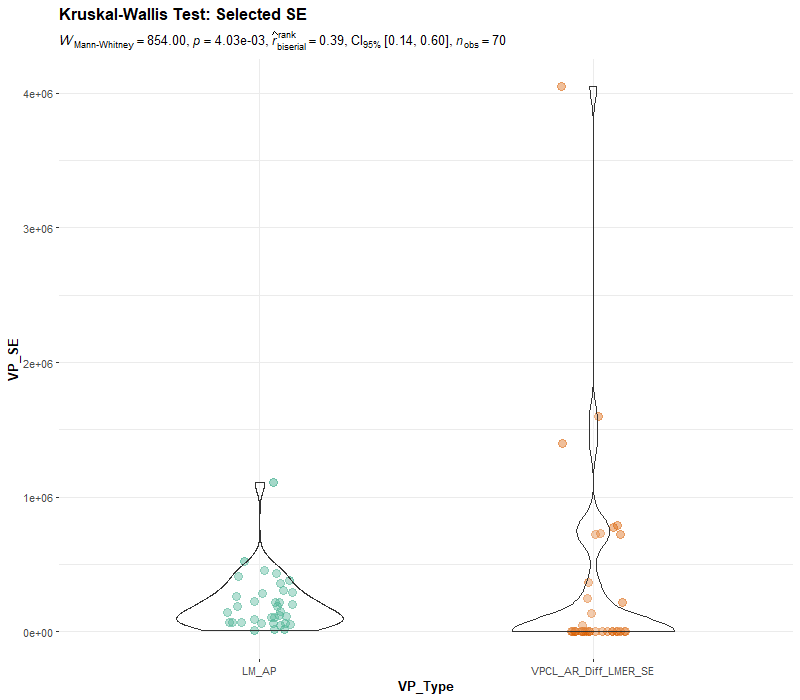 Kruskal-Wallis Test: Selected SE
W Mann-Whitney = 854.00, p = 4.03e-03, r̂ rank biserial = 0.39, CI95% [0.14, 0.60], nobs = 70
4e+06
3e+06
2e+06
1e+06
0e+00
VP_SE
LM_AP
VPCL_AR_Diff_LMER_SE
VP_Type